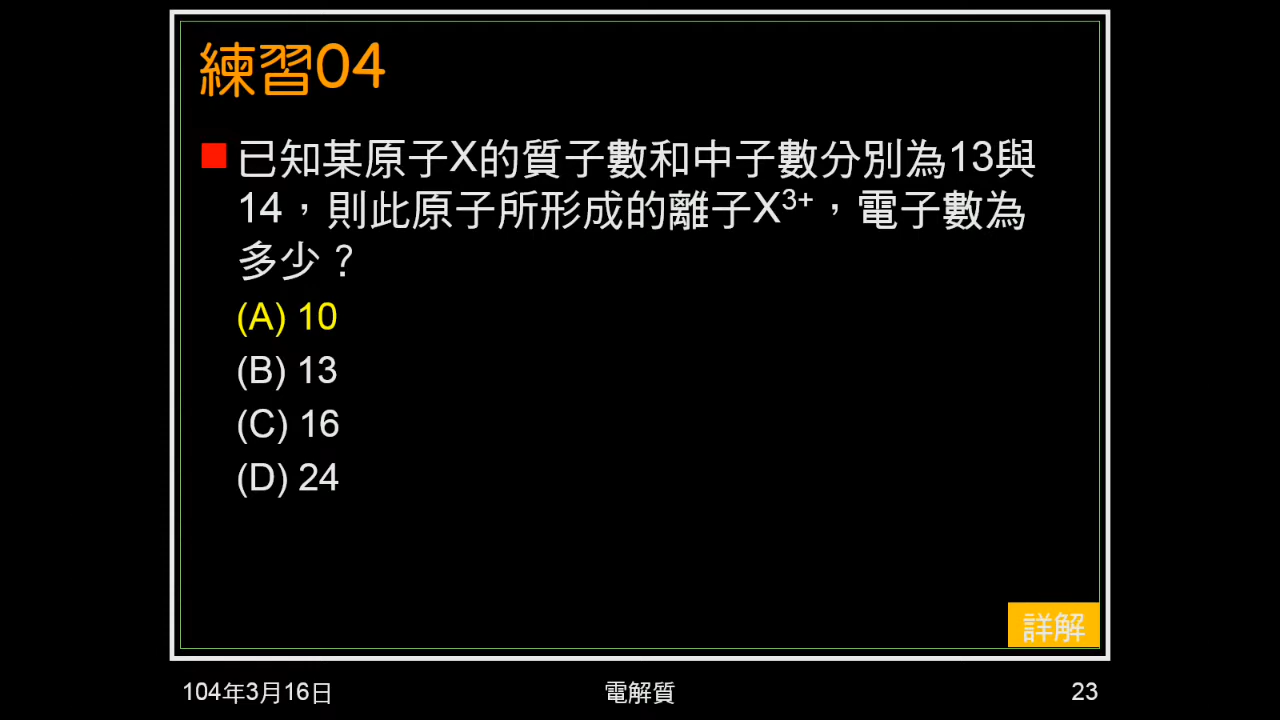 練習04
已知某原子X的質子數和中子數分別為13與
14，則此原子所形成的離子X³⁺，電子數為
多少？
(A) 10
(B) 13
(C) 16
(D) 24
詳解
104年3月16日
電解質
23